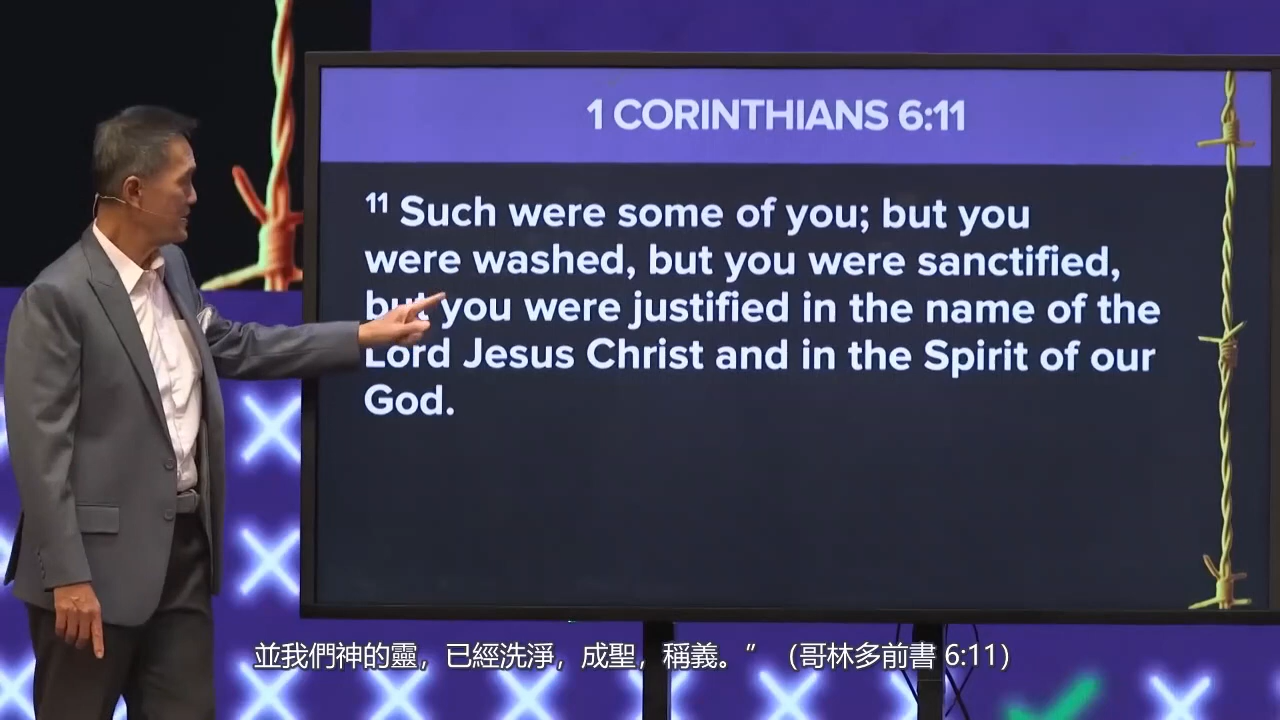 1 CORINTHIANS 6:11
11 Such were some of you; but you
were washed, but you were sanctified,
but you were justified in the name of the
Lord Jesus Christ and in the Spirit of our
God.
並我們神的靈，已經洗淨，成聖，稱義。”（哥林多前書 6:11）